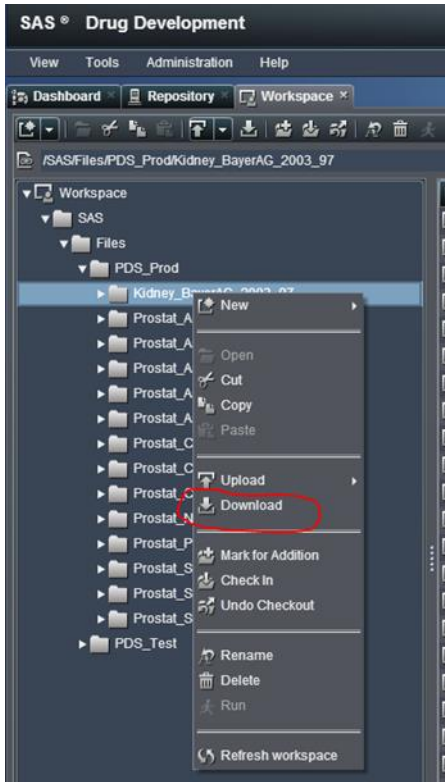 SAS ® Drug Development
View Tools Administration Help
Dashboard Repository Workspace
/SAS/Files/PDS_Prod/Kidney_BayerAG_2003_97
Workspace
SAS
Files
PDS_Prod
Kidney_BayerAG_2003_97
New
Prostat_A
Prostat_A
Open
Prostat_A
Cut
Prostat_A
Copy
Prostat_A
Paste
Prostat_C
Prostat_C
Upload
Prostat_C
Download
Prostat_N
Prostat_P
Mark for Addition
Prostat_S
Check In
Prostat_S
Undo Checkout
Prostat_S
PDS_Test
Rename
Delete
Run
Refresh workspace